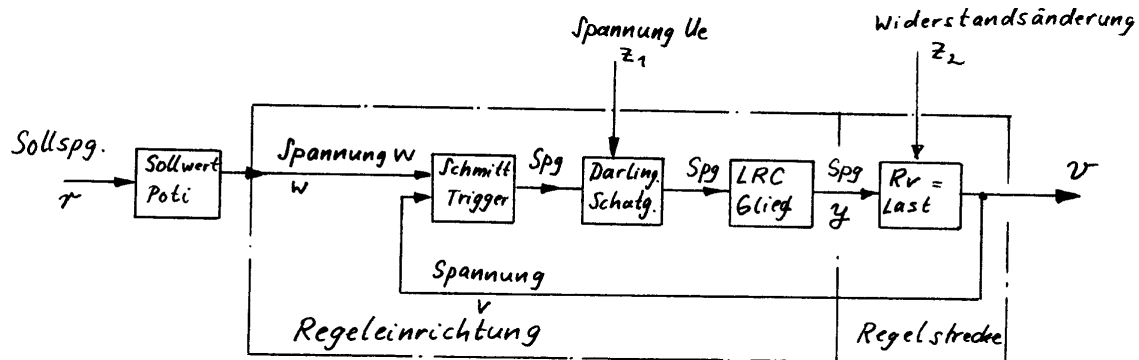 Spannung Ue
z1
Widerstandsänderung
z2
Sollspg.
r
Sollwert
Poti
Spannung W
w
Schmitt
Trigger
Spg
Darling.
Schatg.
Spg
LRC
Glied
Spg
y
Rv =
Last
v
Spannung
v
Regeleinrichtung
Regelstrecke